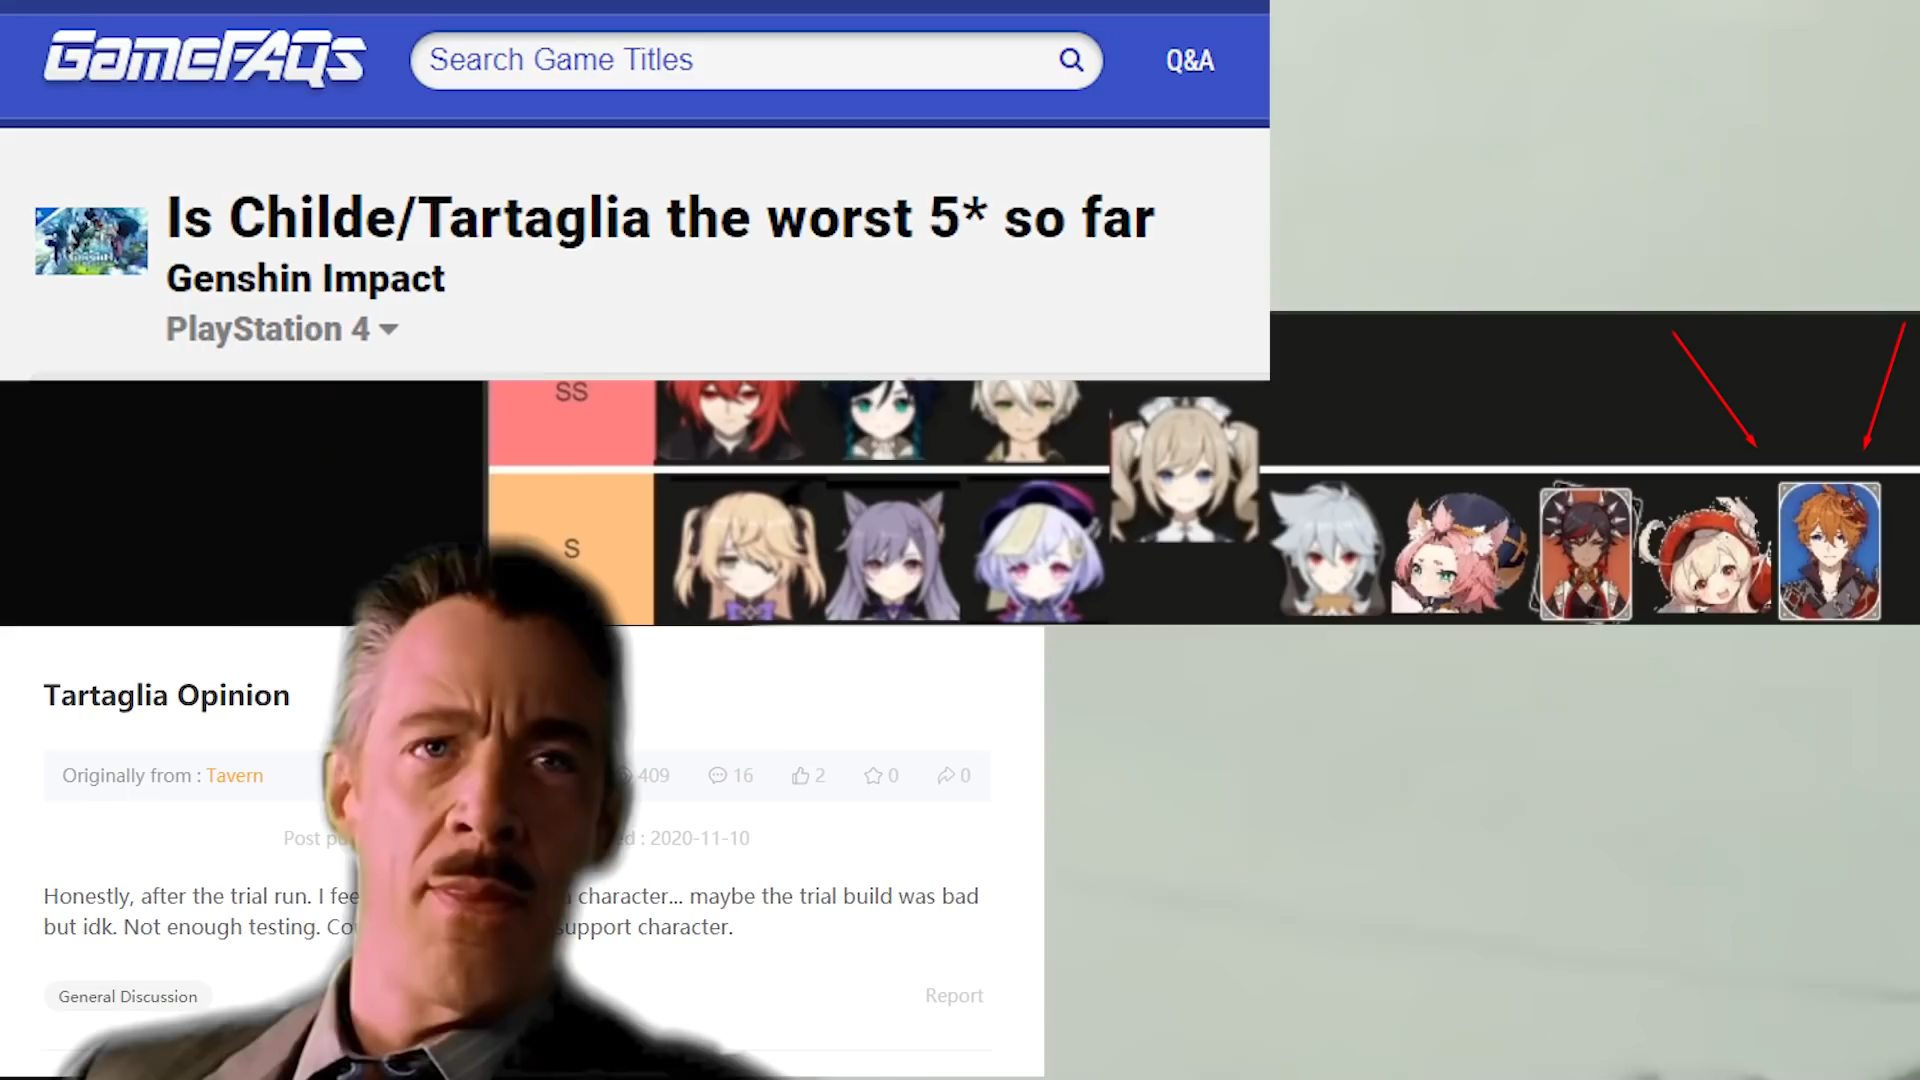 GameFAQs
Search Game Titles
Q&A
Is Childe/Tartaglia the worst 5* so far
Genshin Impact
PlayStation 4
SS
S
Tartaglia Opinion
Originally from : Tavern
409
16
2
0
0
Post
: 2020-11-10
Honestly, after the trial run. I character... maybe the trial build was bad
but idk. Not enough testing. support character.
General Discussion
Report